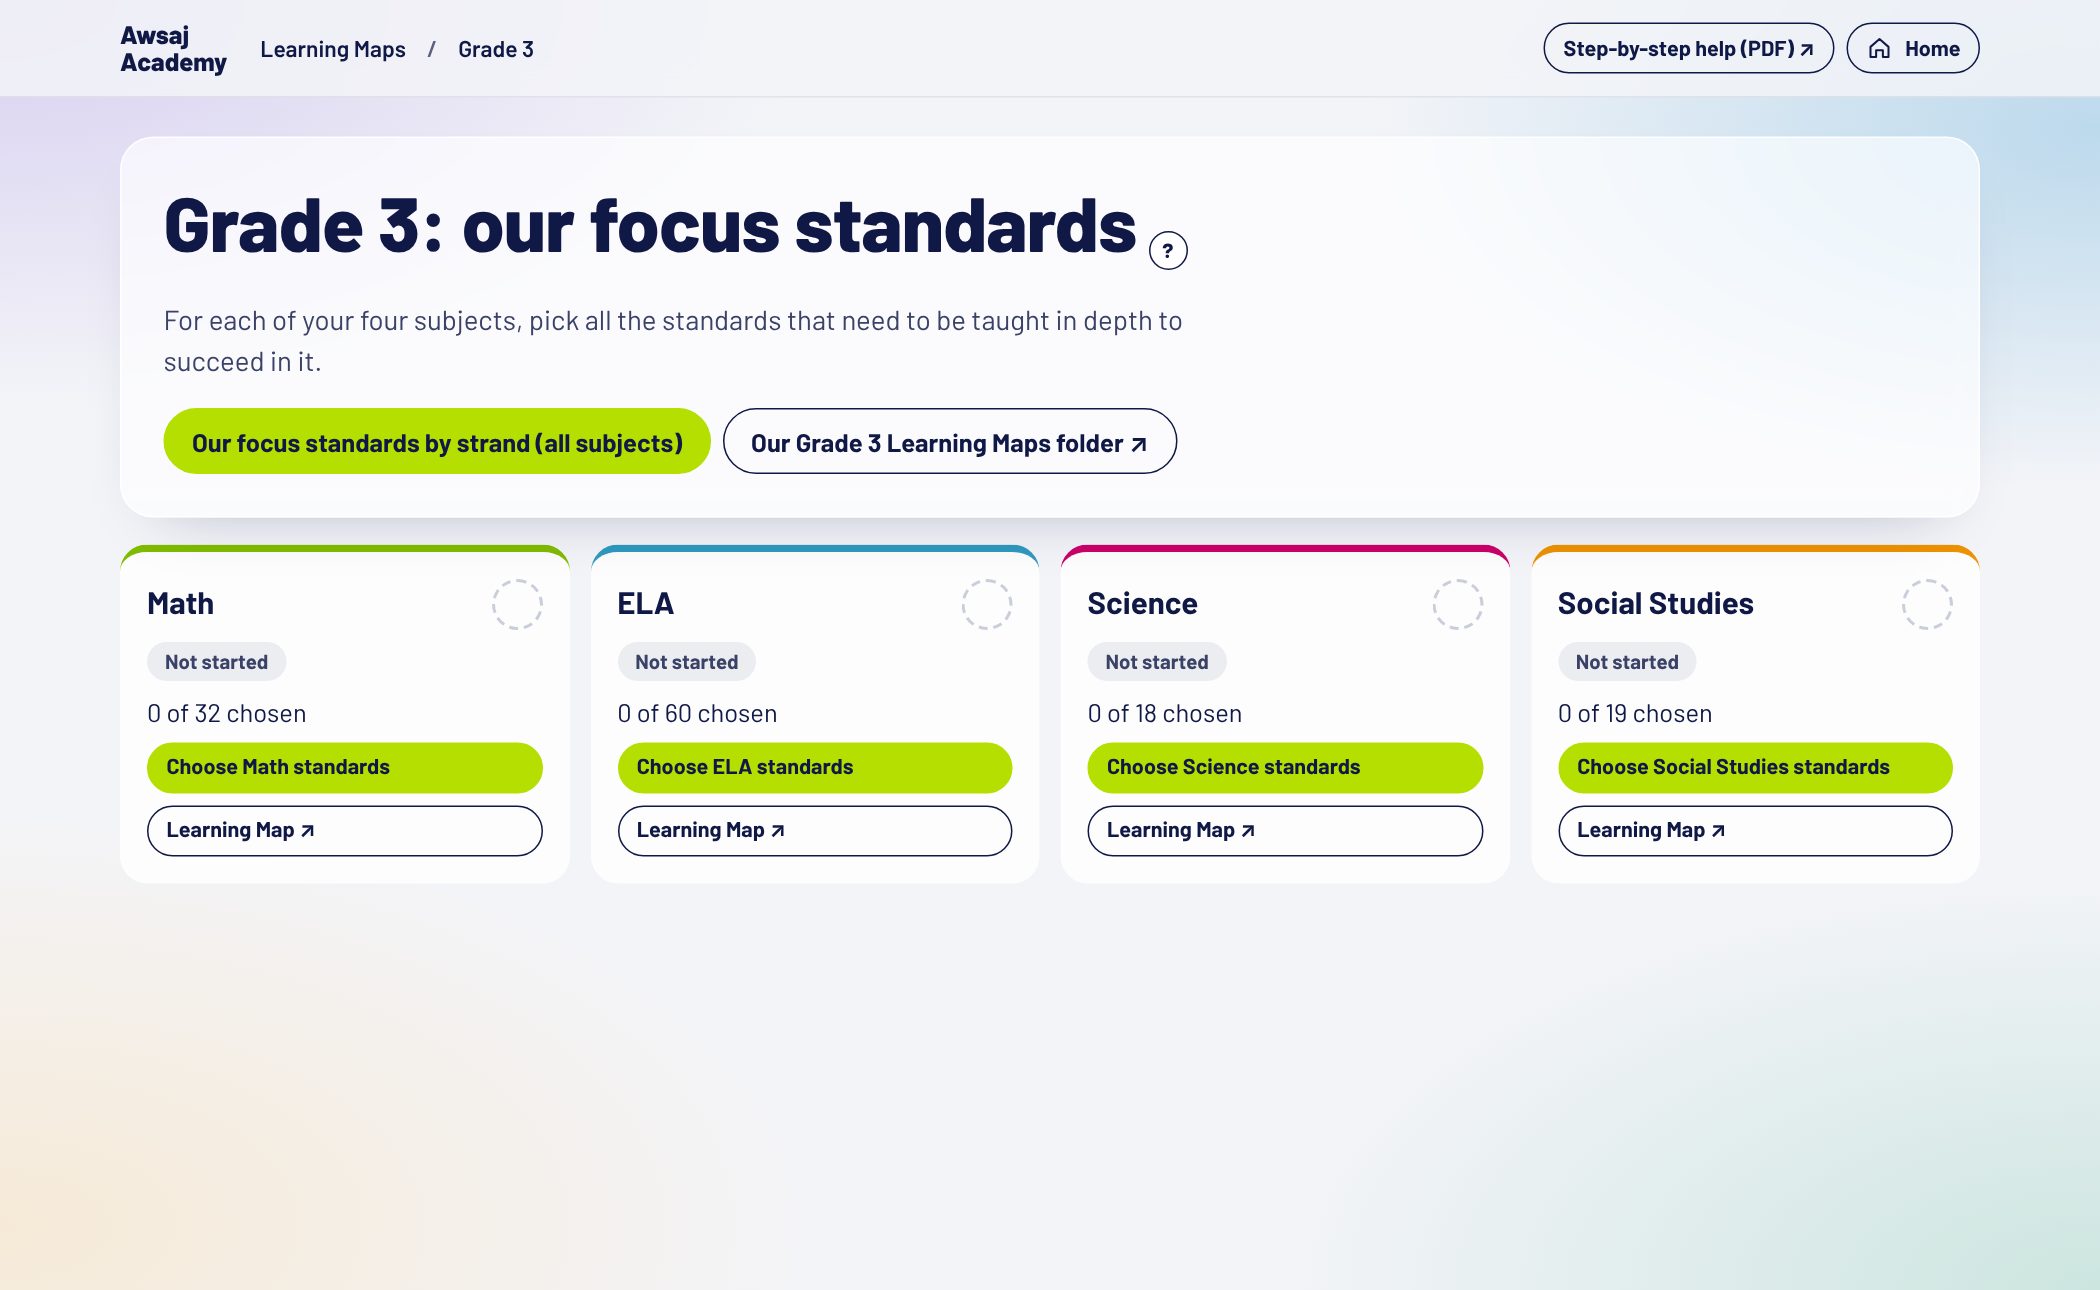 Awsaj
Academy
Learning Maps / Grade 3
Step-by-step help (PDF) ↗
Home
Grade 3: our focus standards
?
For each of your four subjects, pick all the standards that need to be taught in depth to
succeed in it.
Our focus standards by strand (all subjects)
Our Grade 3 Learning Maps folder ↗
Math
Not started
0 of 32 chosen
Choose Math standards
Learning Map ↗
ELA
Not started
0 of 60 chosen
Choose ELA standards
Learning Map ↗
Science
Not started
0 of 18 chosen
Choose Science standards
Learning Map ↗
Social Studies
Not started
0 of 19 chosen
Choose Social Studies standards
Learning Map ↗